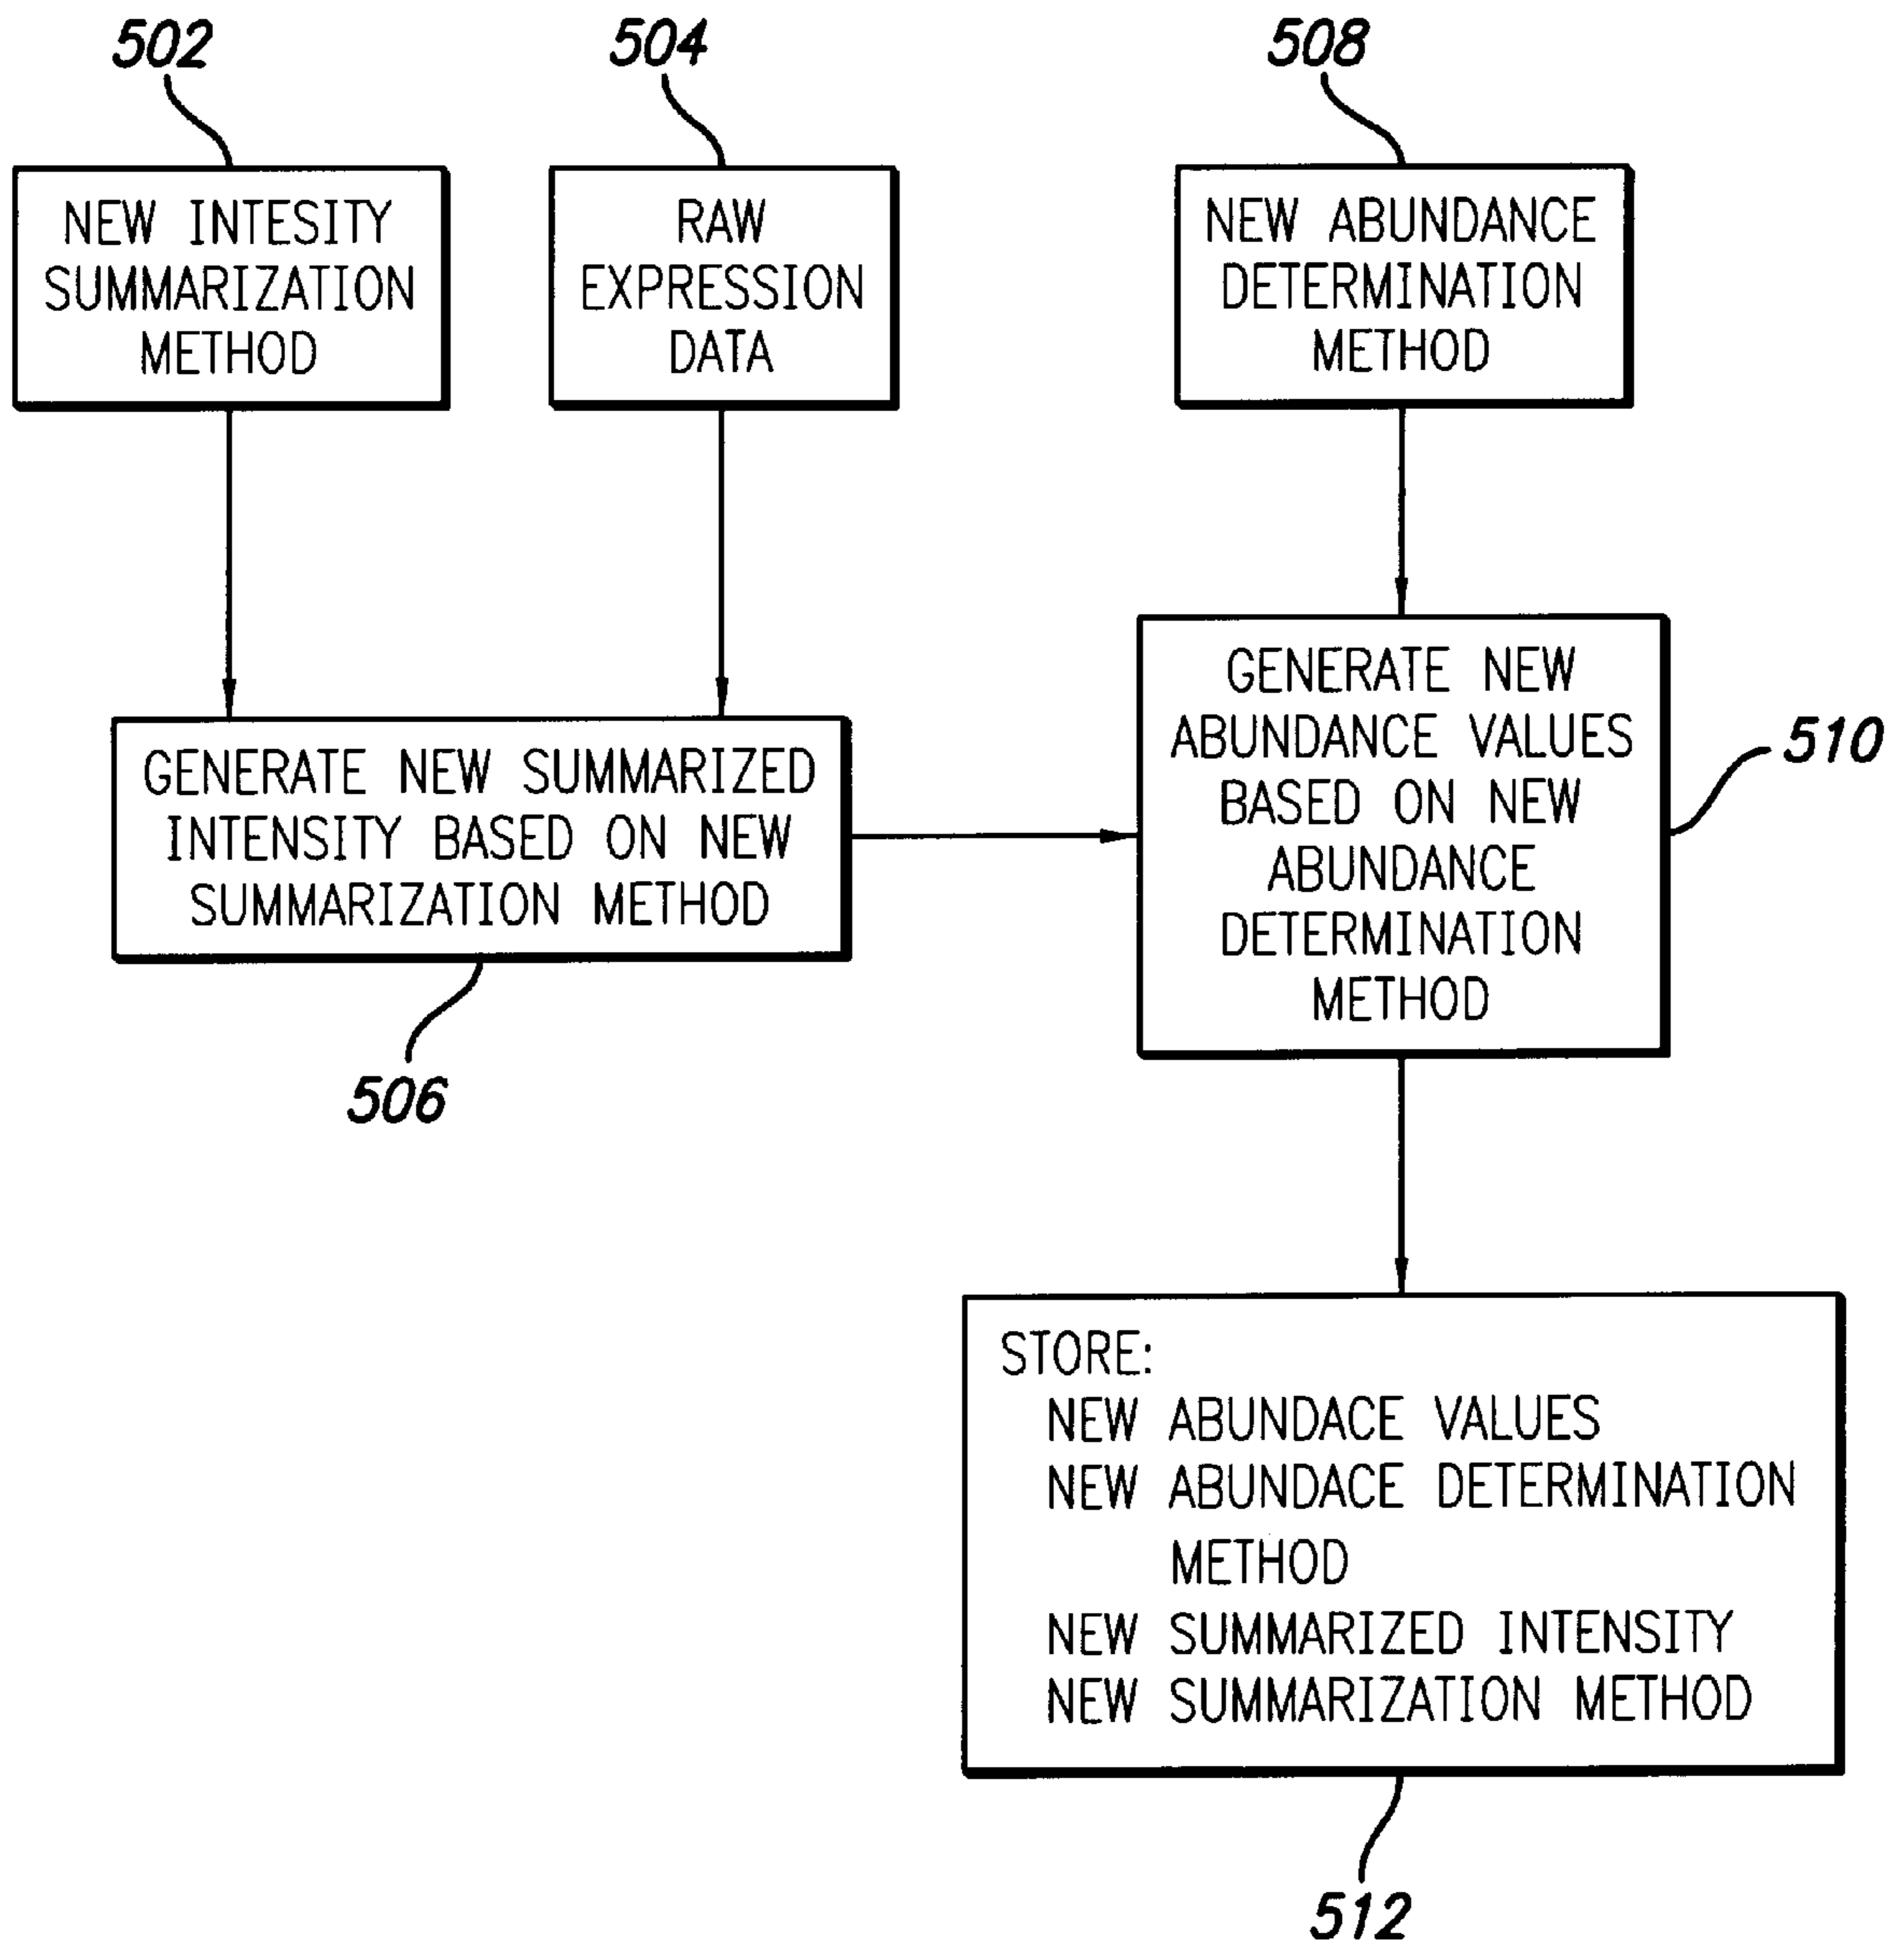 502
504
508
NEW INTESITY
SUMMARIZATION
METHOD
RAW
EXPRESSION
DATA
NEW ABUNDANCE
DETERMINATION
METHOD
GENERATE NEW SUMMARIZED
INTENSITY BASED ON NEW
SUMMARIZATION METHOD
506
GENERATE NEW
ABUNDANCE VALUES
BASED ON NEW
ABUNDANCE
DETERMINATION
METHOD
510
STORE:
NEW ABUNDACE VALUES
NEW ABUNDACE DETERMINATION
METHOD
NEW SUMMARIZED INTENSITY
NEW SUMMARIZATION METHOD
512